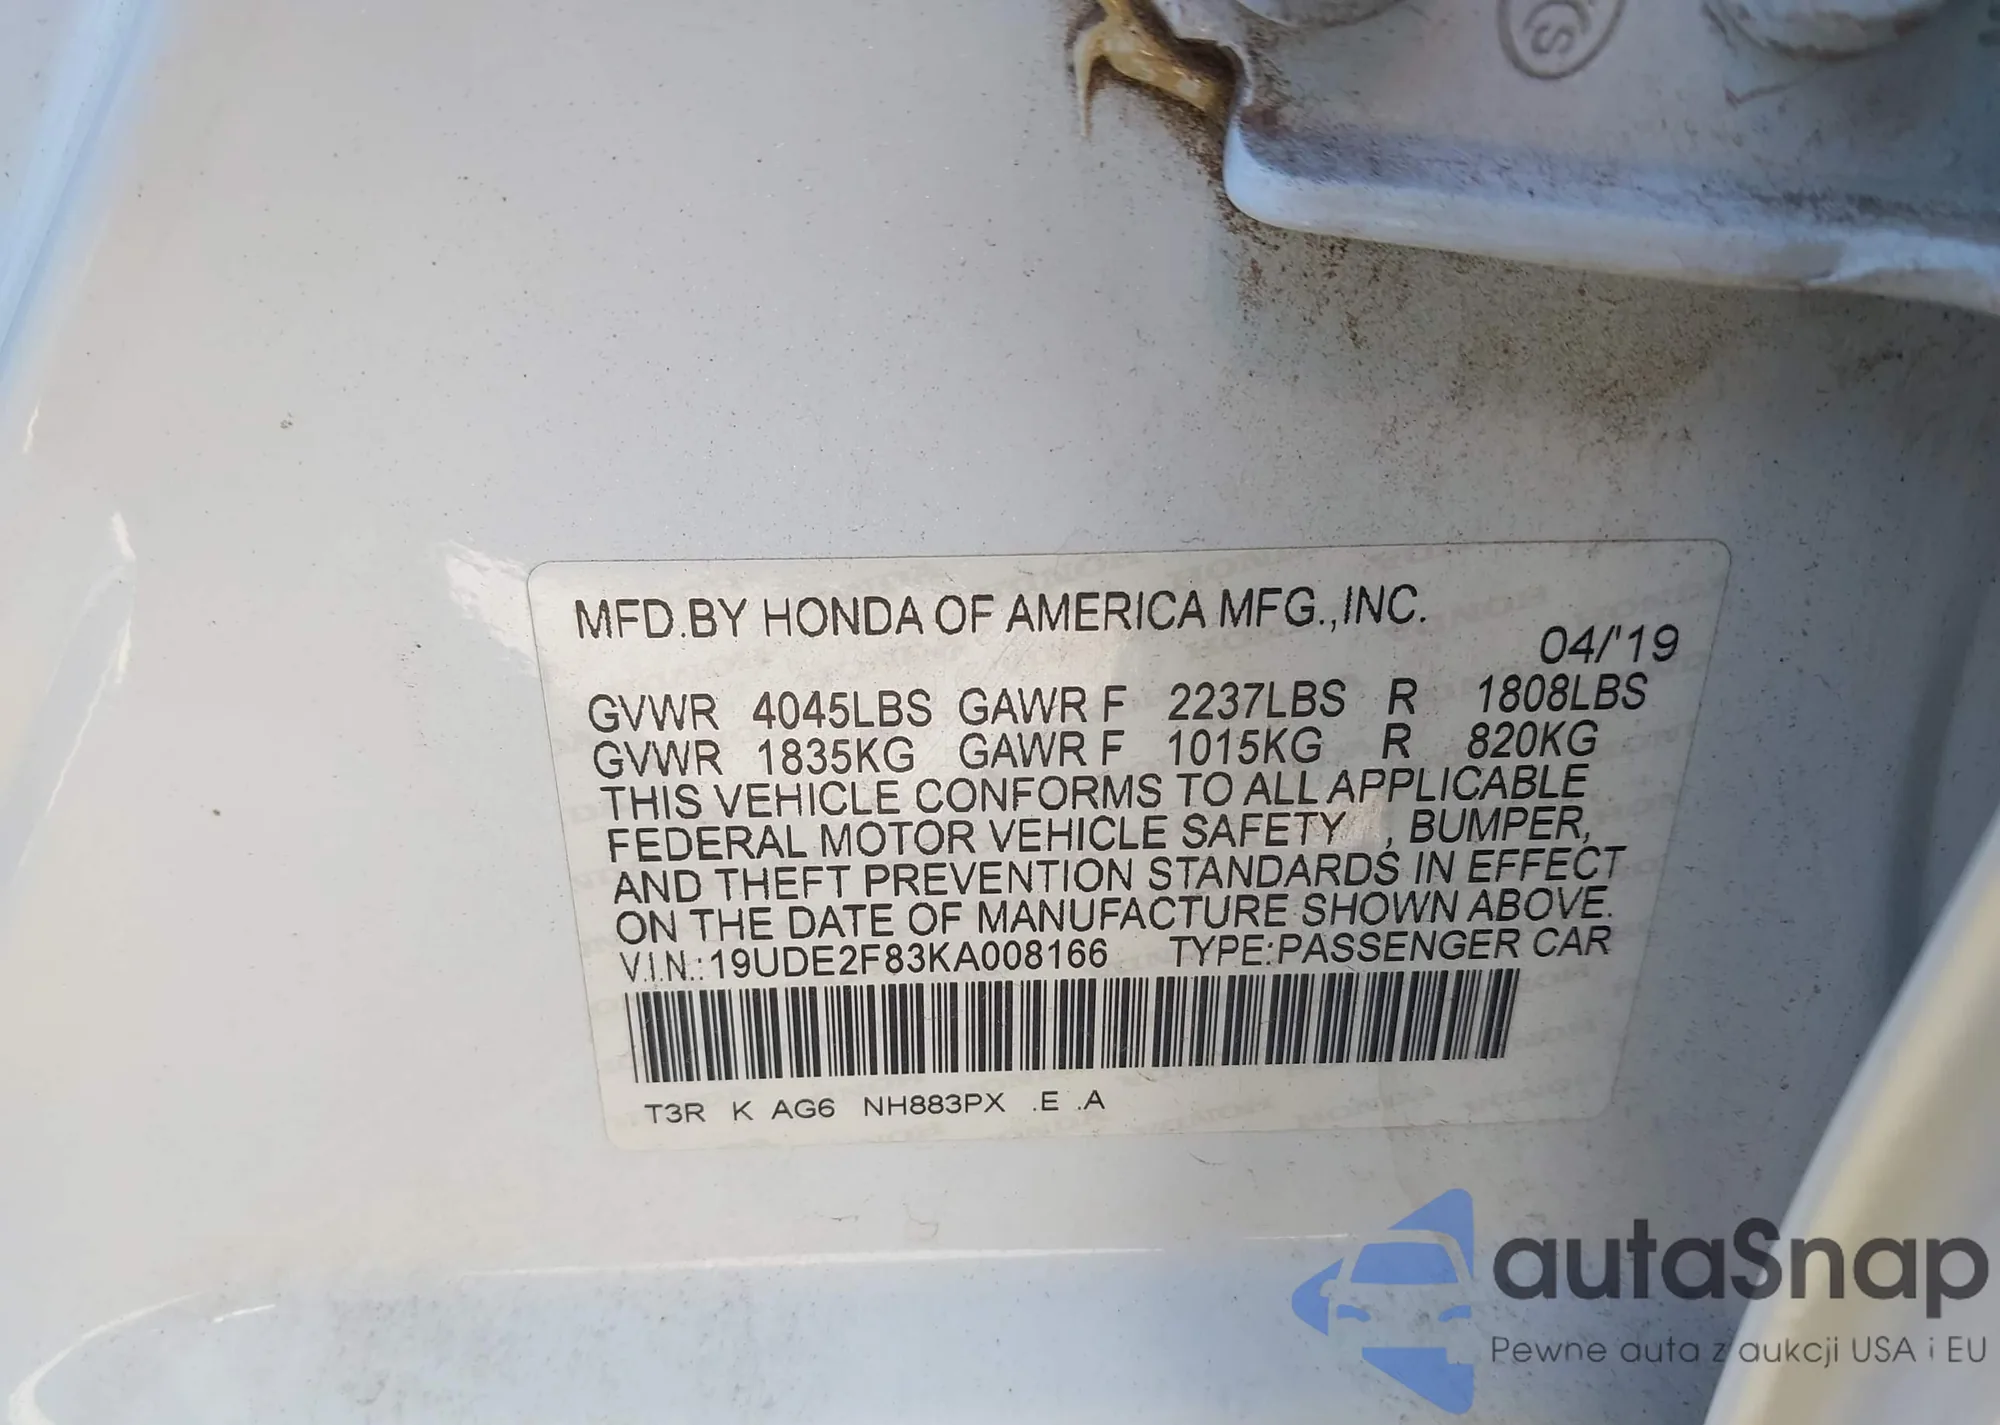 MFD.BY HONDA OF AMERICA MFG.,INC.
04/'19
GVWR 4045LBS GAWR F 2237LBS R 1808LBS
GVWR 1835KG GAWR F 1015KG R 820KG
THIS VEHICLE CONFORMS TO ALL APPLICABLE
FEDERAL MOTOR VEHICLE SAFETY , BUMPER,
AND THEFT PREVENTION STANDARDS IN EFFECT
ON THE DATE OF MANUFACTURE SHOWN ABOVE.
V.I.N.:19UDE2F83KA008166 TYPE:PASSENGER CAR
T3R K AG6 NH883PX .E .A
autaSnap
Pewne auta z aukcji USA i EU